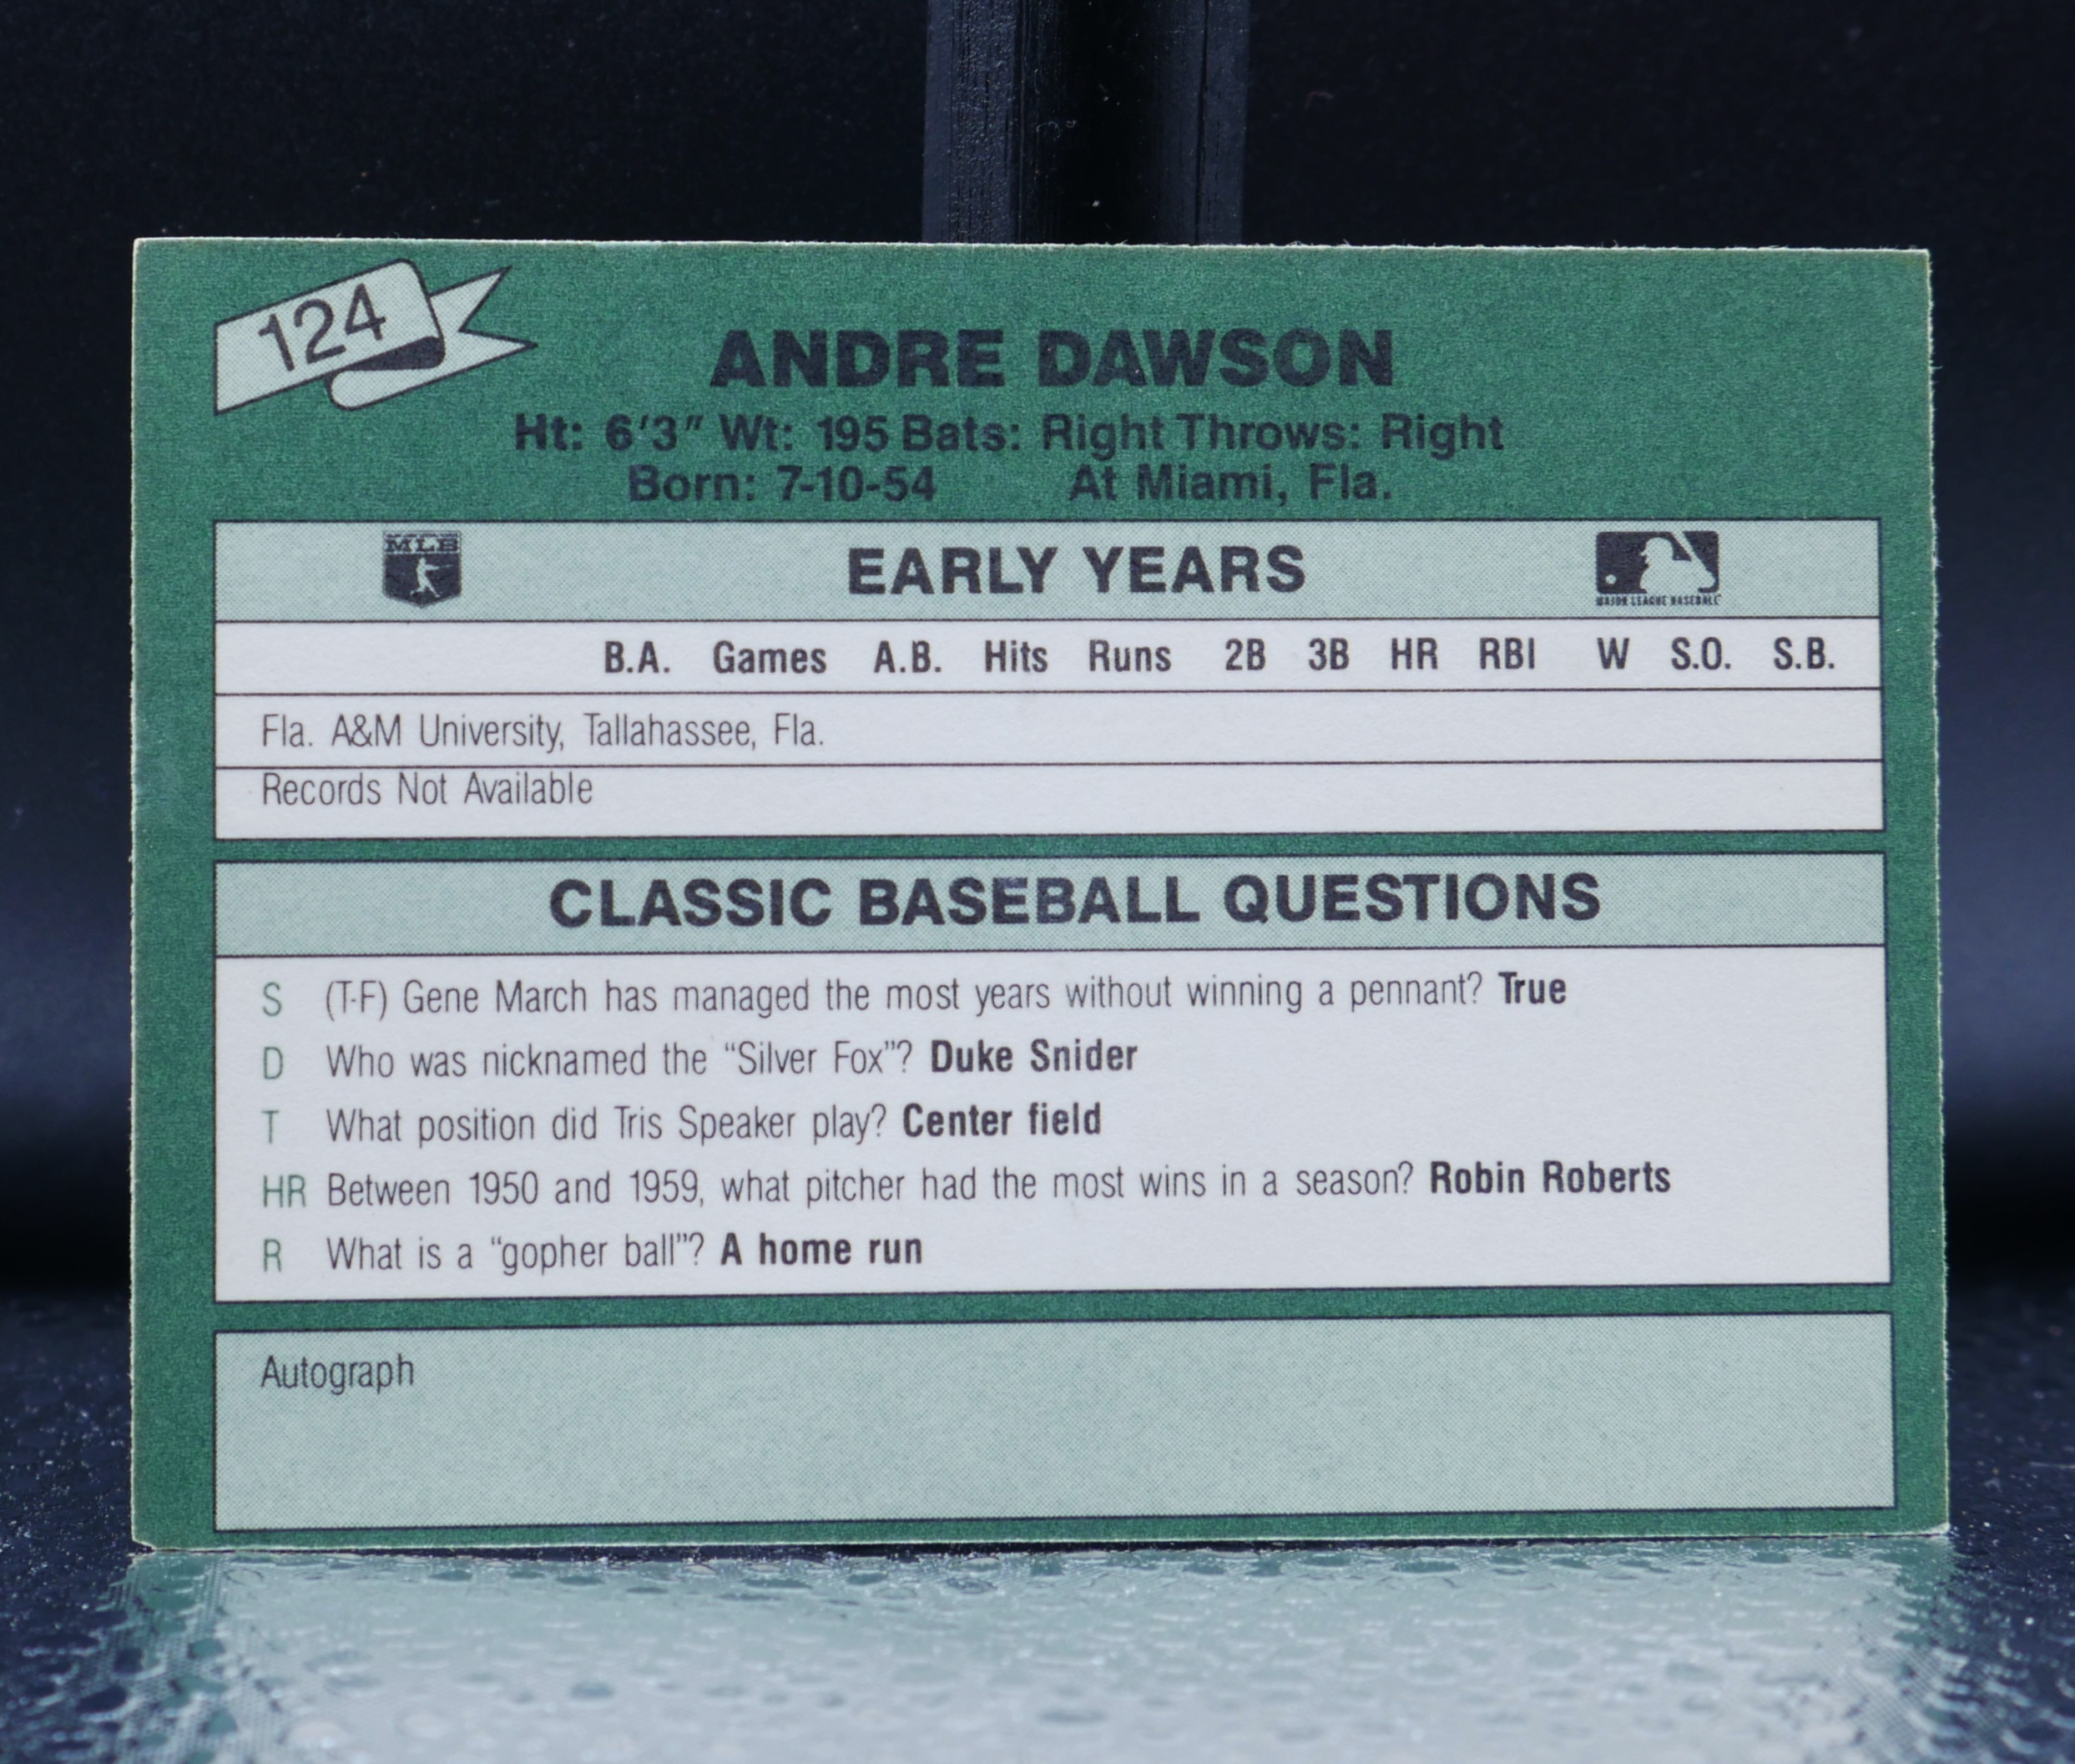 124
ANDRE DAWSON
Ht: 6'3" Wt: 195 Bats: Right Throws: Right
Born: 7-10-54 At Miami, Fla.
MLB
EARLY YEARS
MAJOR LEAGUE BASEBALL
B.A. Games A.B. Hits Runs 2B 3B HR RBI W S.O. S.B.
Fla. A&M University, Tallahassee, Fla.
Records Not Available
CLASSIC BASEBALL QUESTIONS
S (T-F) Gene March has managed the most years without winning a pennant? True
D Who was nicknamed the “Silver Fox”? Duke Snider
T What position did Tris Speaker play? Center field
HR Between 1950 and 1959, what pitcher had the most wins in a season? Robin Roberts
R What is a “gopher ball”? A home run
Autograph